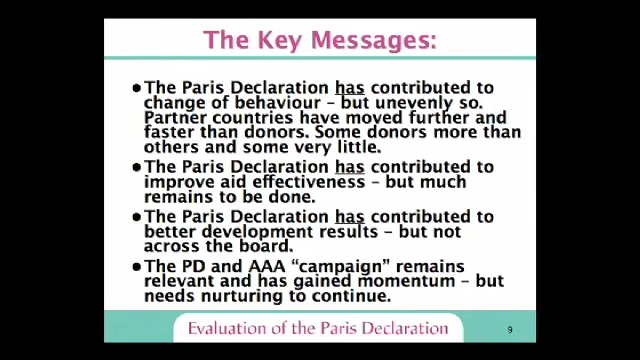 The Key Messages:
●The Paris Declaration has contributed to
change of behaviour – but unevenly so.
Partner countries have moved further and
faster than donors. Some donors more than
others and some very little.
●The Paris Declaration has contributed to
improve aid effectiveness – but much
remains to be done.
●The Paris Declaration has contributed to
better development results – but not
across the board.
●The PD and AAA “campaign” remains
relevant and has gained momentum – but
needs nurturing to continue.
Evaluation of the Paris Declaration
9